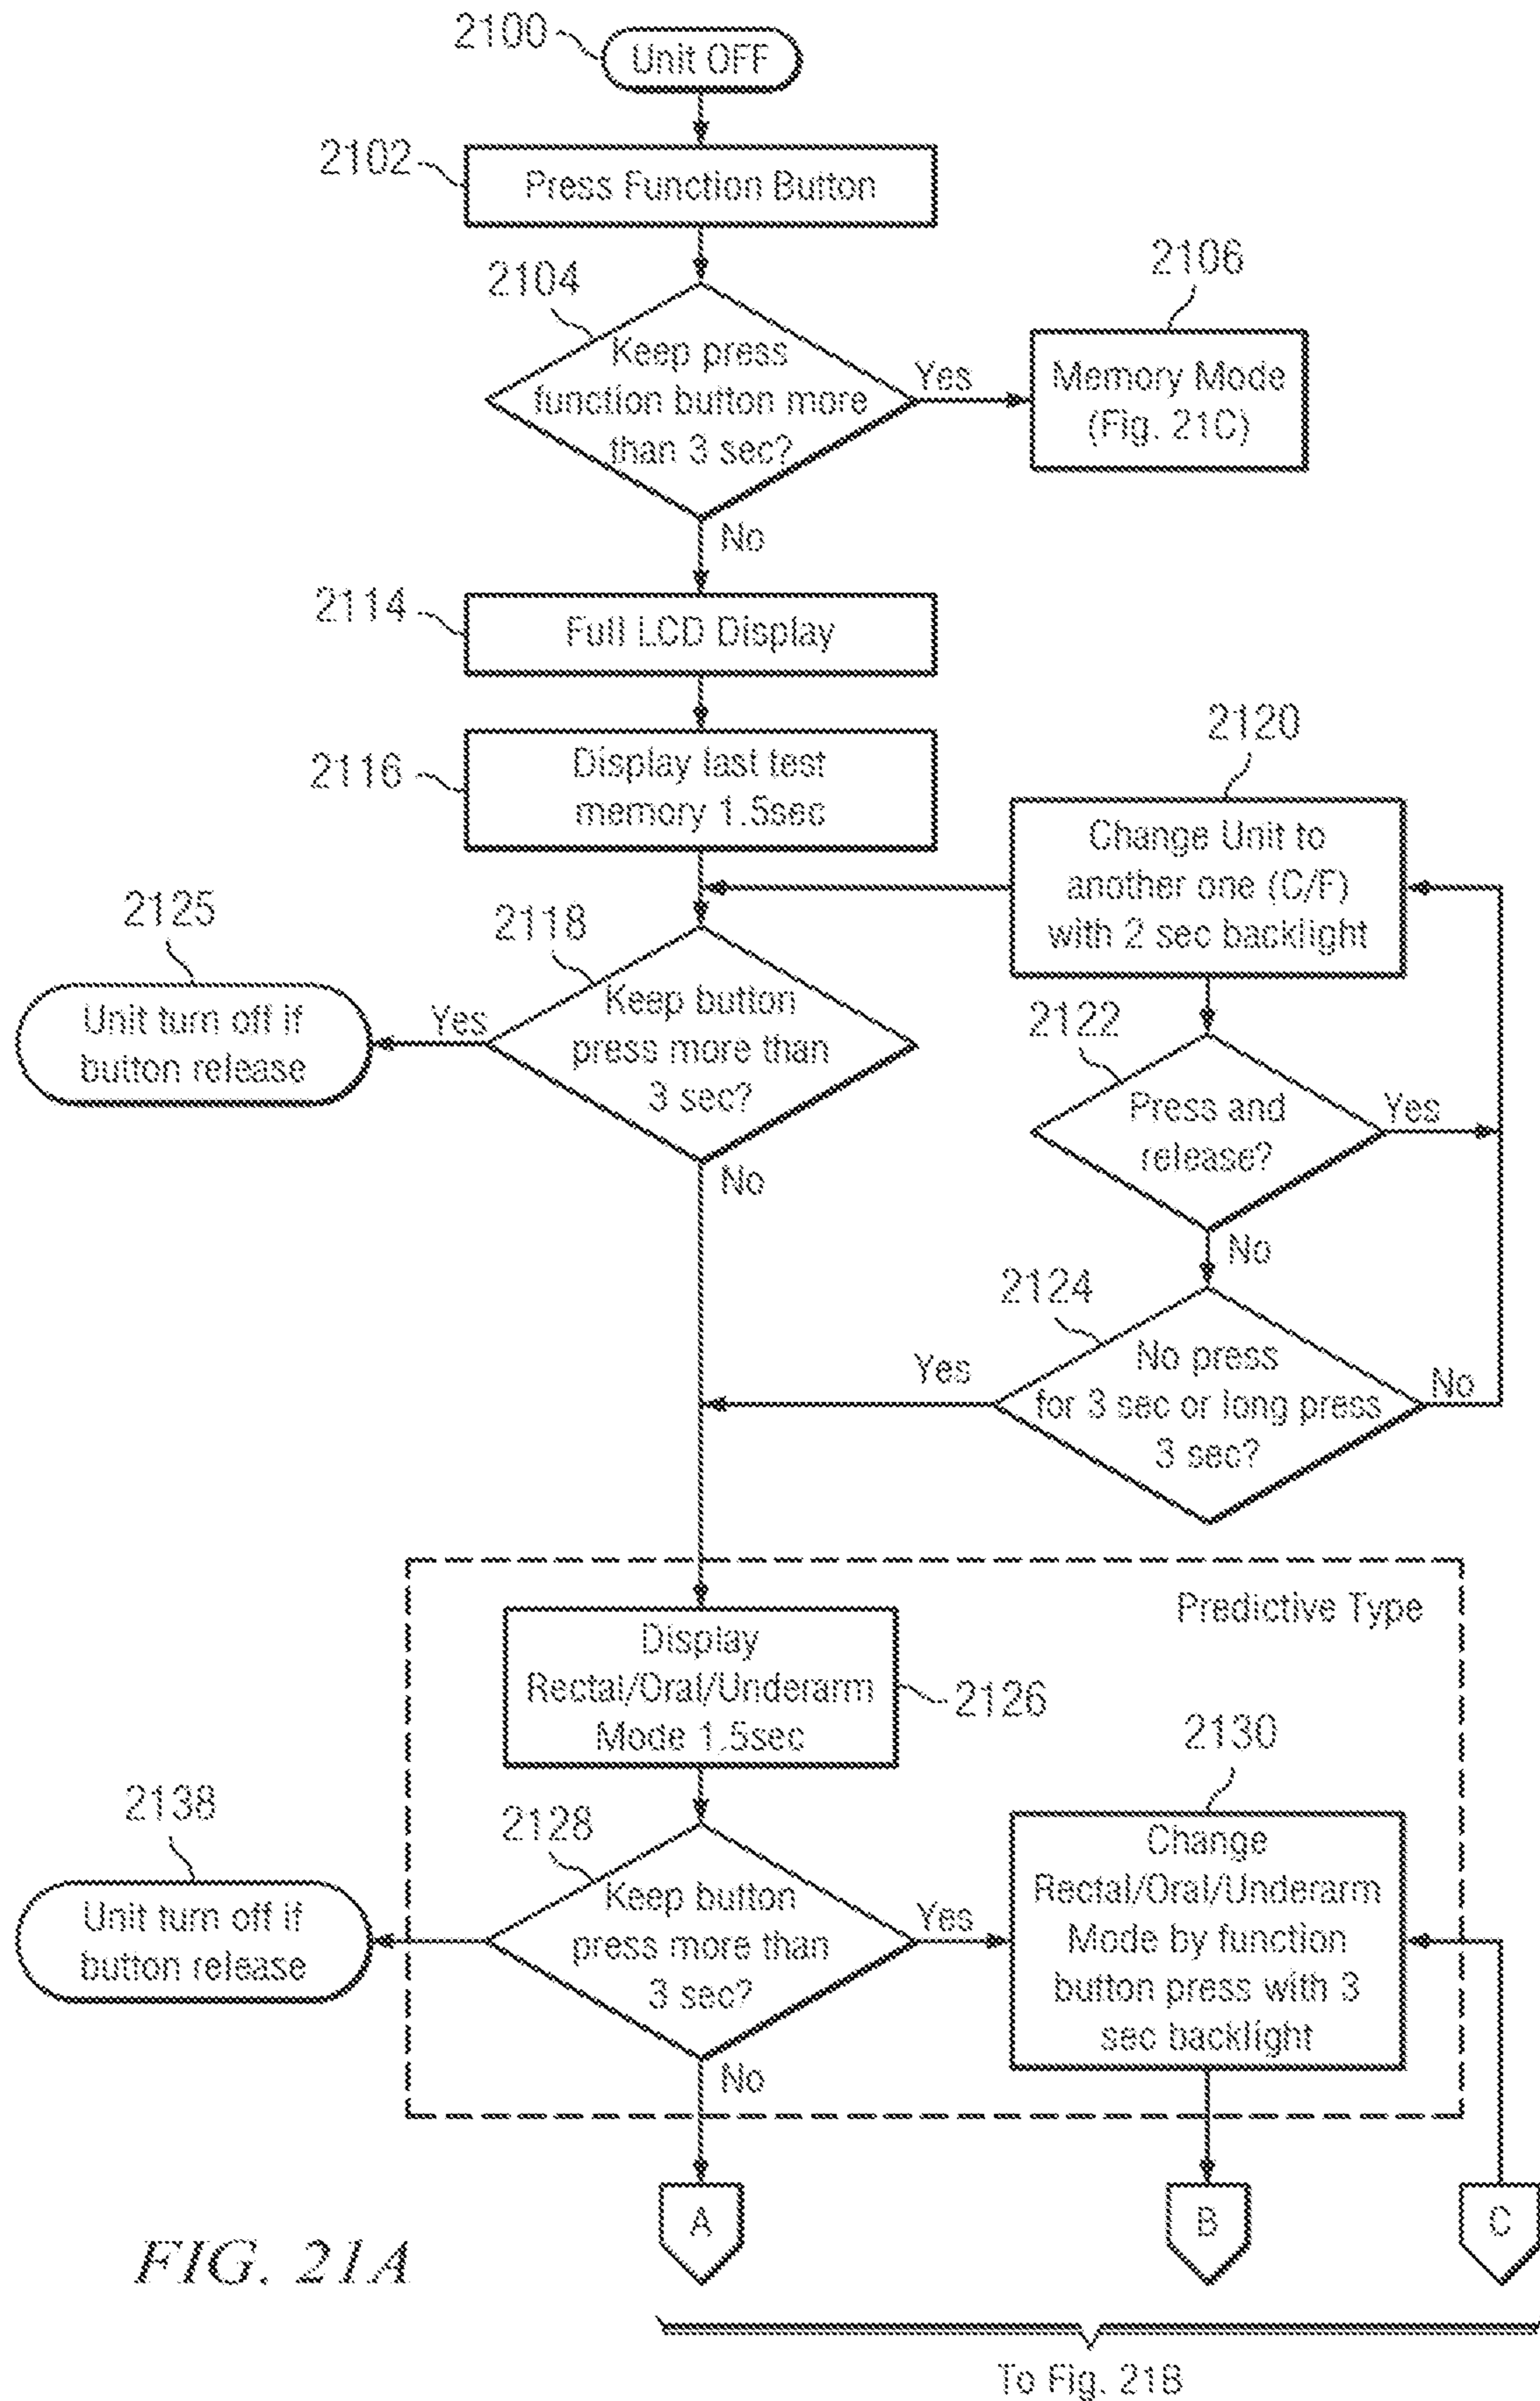 2100
Unit OFF
2102
Press Function Button
2104
Keep press
function button more
than 3 sec?
Yes
2106
Memory Mode
(Fig. 21C)
No
2114
Full LCD Display
2116
Display last test
memory 1.5sec
2120
Change Unit to
another one (C/F)
with 2 sec backlight
2125
Unit turn off if
button release
Yes
2118
Keep button
press more than
3 sec?
No
2122
Press and
release?
Yes
No
2124
Yes
No press
for 3 sec or long press
3 sec?
No
Predictive Type
Display
Rectal/Oral/Underarm
Mode 1.5sec
2126
2138
Unit turn off if
button release
2128
Keep button
press more than
3 sec?
Yes
No
2130
Change
Rectal/Oral/Underarm
Mode by function
button press with 3
sec backlight
A
B
C
FIG. 21A
To Fig. 21B